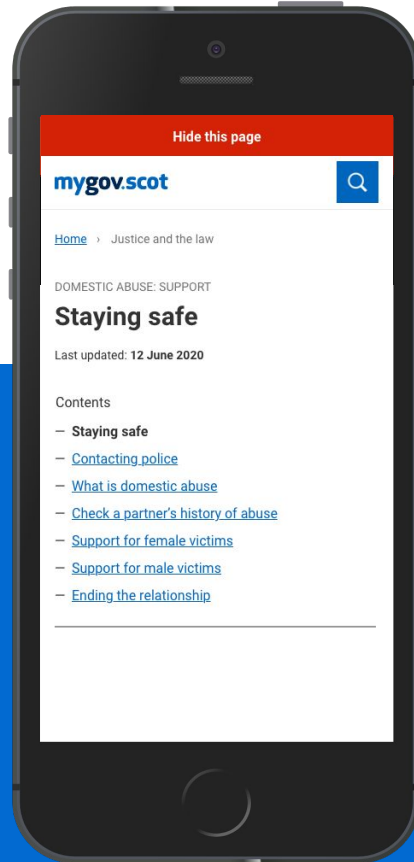 Hide this page
mygov.scot
Home › Justice and the law
DOMESTIC ABUSE: SUPPORT
Staying safe
Last updated: 12 June 2020
Contents
— Staying safe
— Contacting police
— What is domestic abuse
— Check a partner's history of abuse
— Support for female victims
— Support for male victims
— Ending the relationship